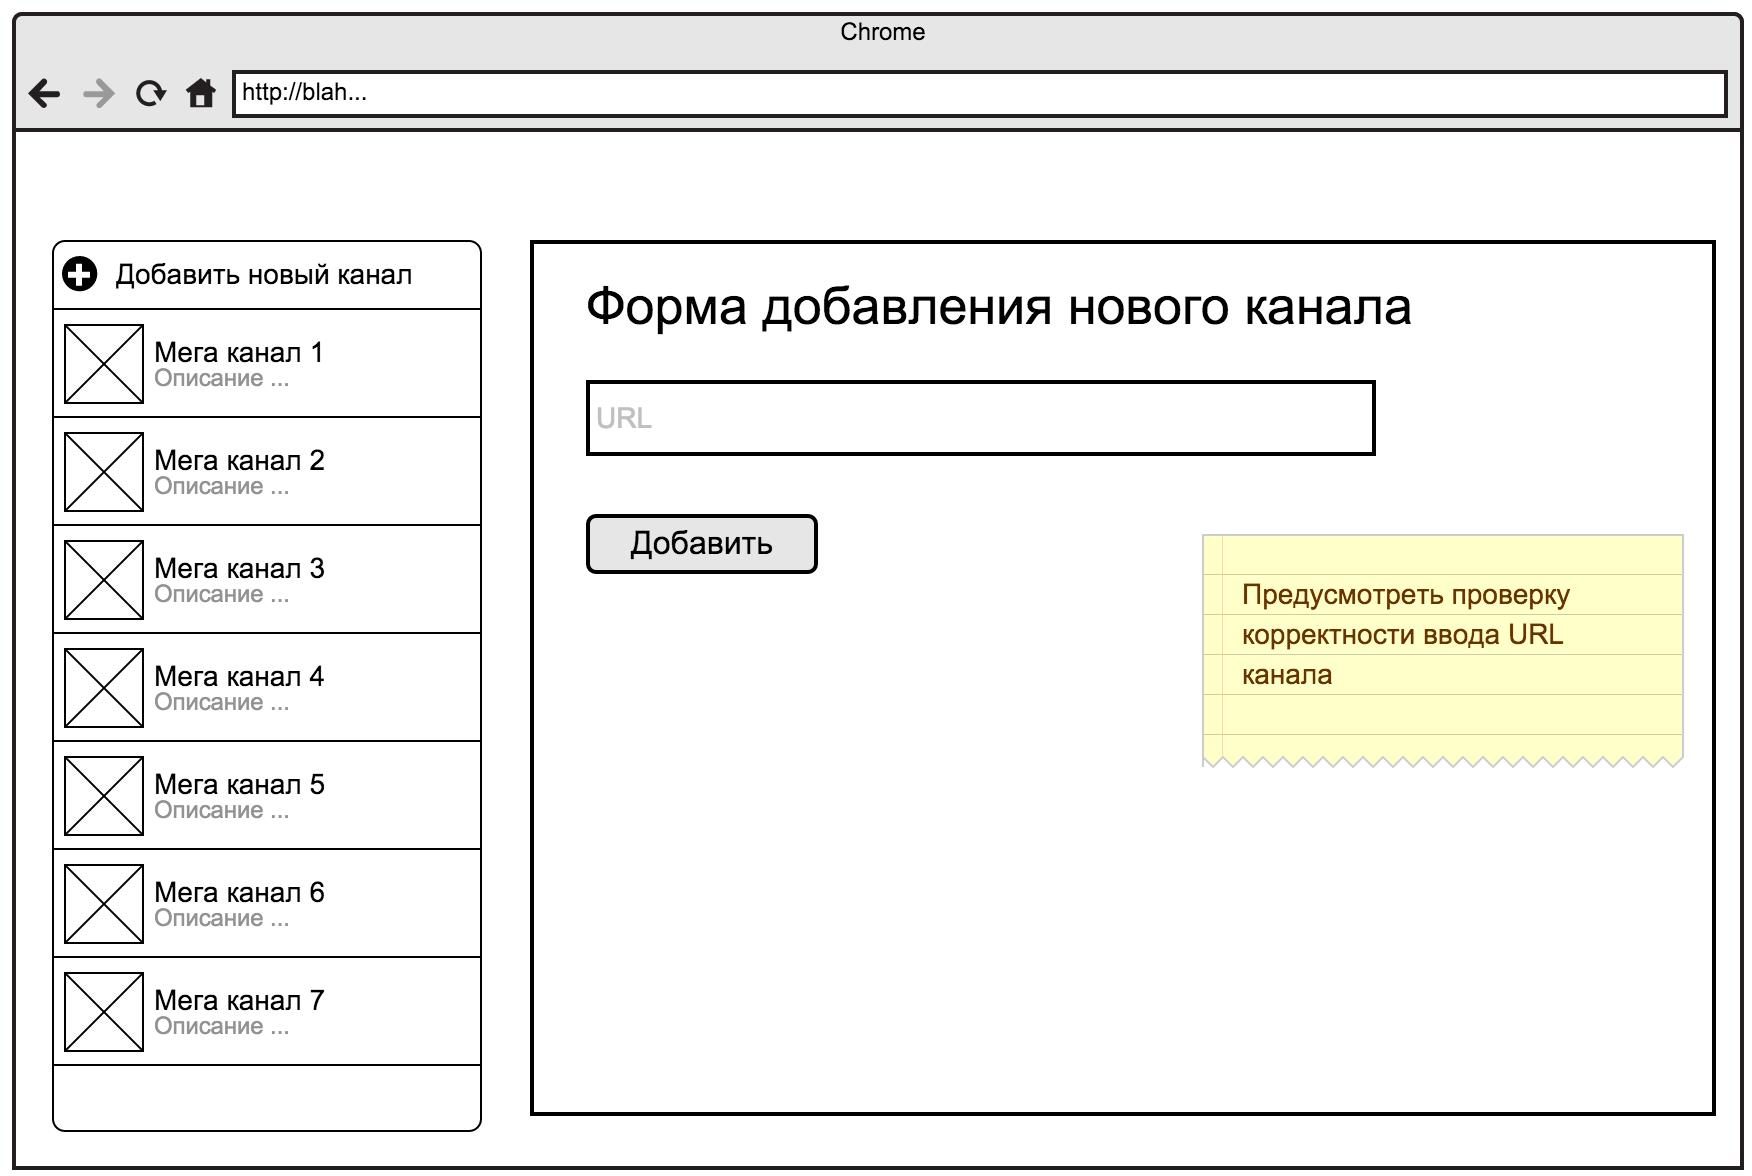 Chrome
http://blah...
Добавить новый канал
Мега канал 1
Описание ...
Мега канал 2
Описание ...
Мега канал 3
Описание ...
Мега канал 4
Описание ...
Мега канал 5
Описание ...
Мега канал 6
Описание ...
Мега канал 7
Описание ...
Форма добавления нового канала
URL
Добавить
Предусмотреть проверку
корректности ввода URL
канала